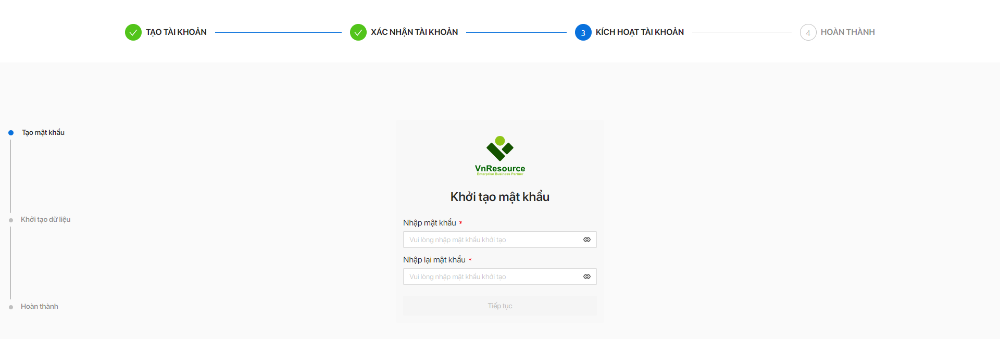 TẠO TÀI KHOẢN
XÁC NHẬN TÀI KHOẢN
3 KÍCH HOẠT TÀI KHOẢN
4 HOÀN THÀNH
Tạo mật khẩu
Khởi tạo dữ liệu
Hoàn thành
VnResource
Enterprise Business Partner
Khởi tạo mật khẩu
Nhập mật khẩu *
Vui lòng nhập mật khẩu khởi tạo
Nhập lại mật khẩu *
Vui lòng nhập mật khẩu khởi tạo
Tiếp tục